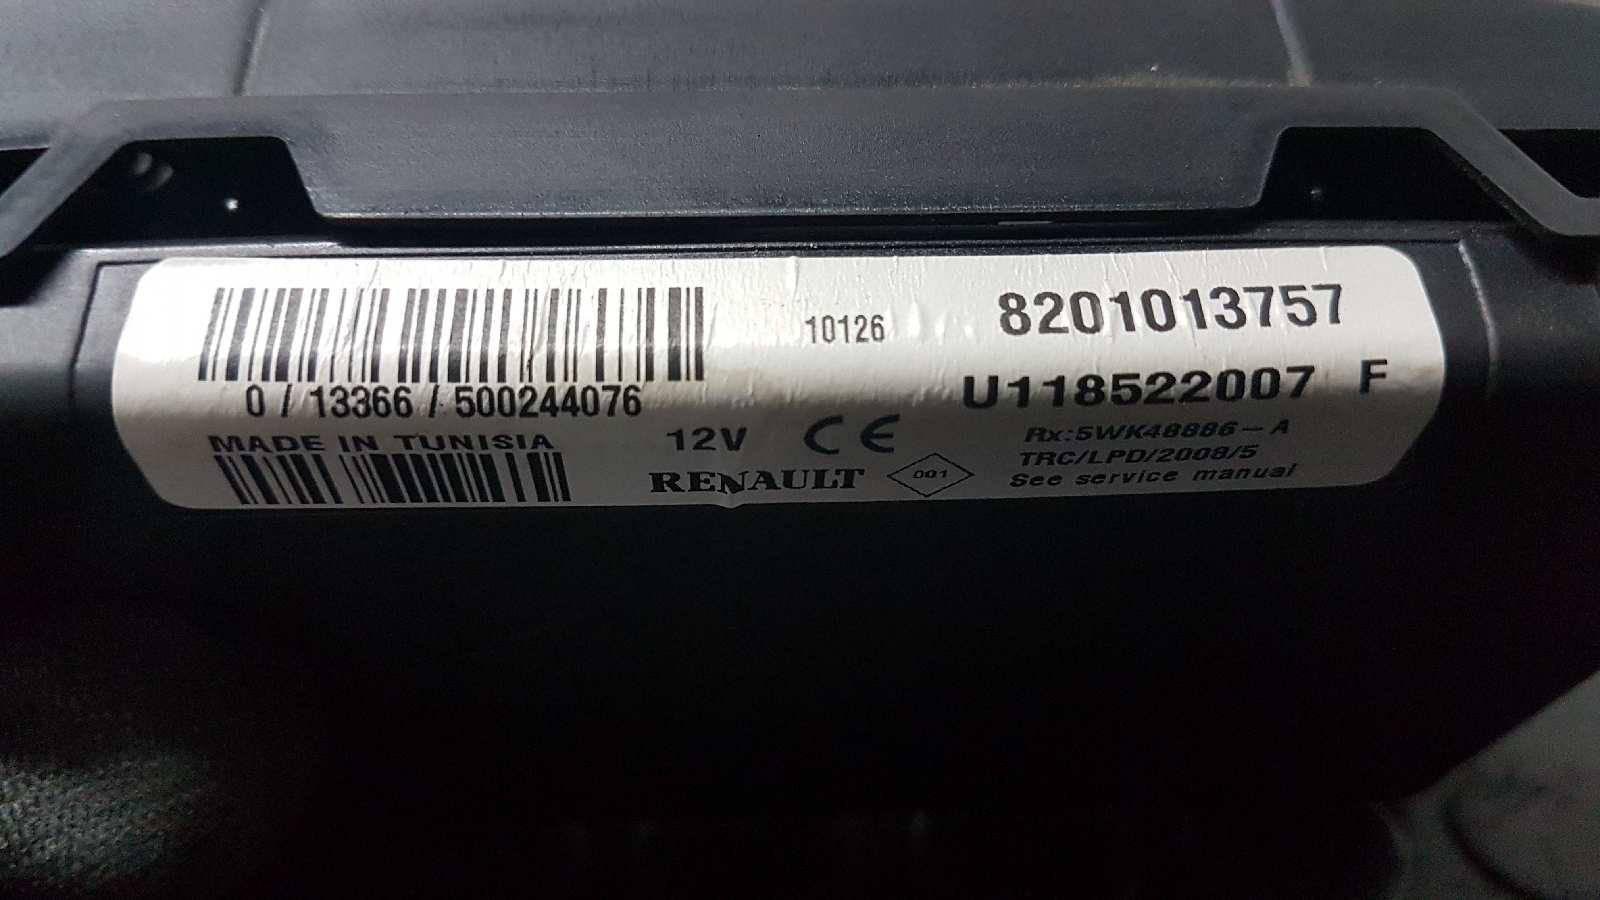 0 / 13366 / 500244076
MADE IN TUNISIA
10126
12V CE
RENAULT 001
8201013757
U118522007 F
Rx:5WK48886-A
TRC/LPD/2008/5
See service manual